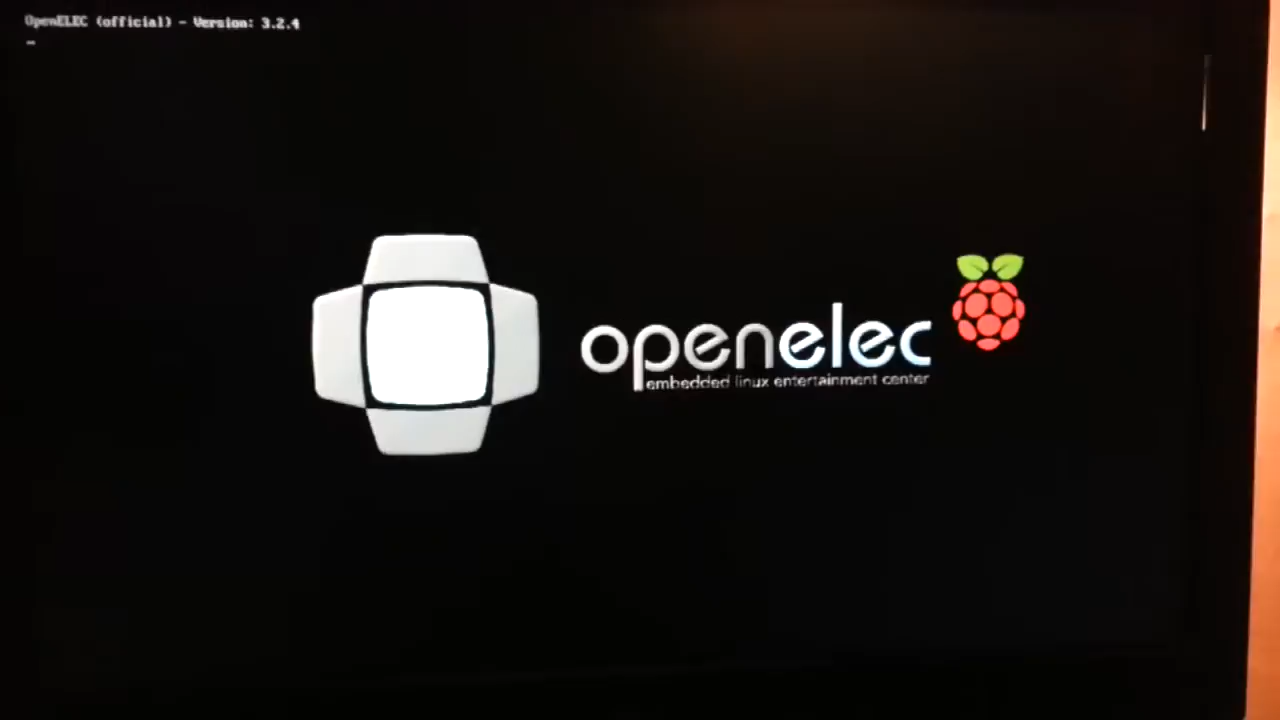 OpenELEC (official) - Version: 3.2.4
openelec
embedded linux entertainment center